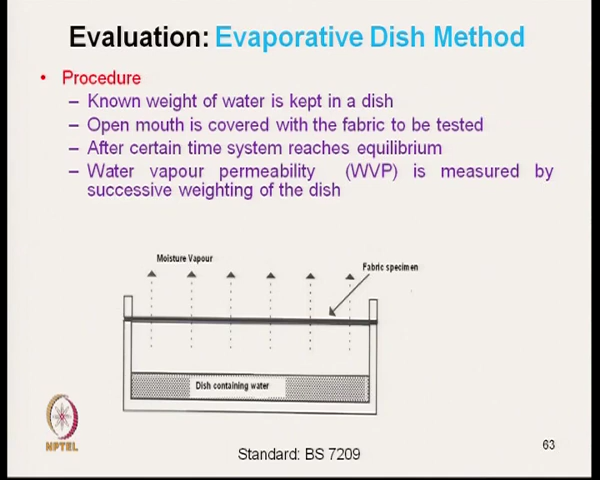 Evaluation: Evaporative Dish Method
• Procedure
– Known weight of water is kept in a dish
– Open mouth is covered with the fabric to be tested
– After certain time system reaches equilibrium
– Water vapour permeability (WVP) is measured by
successive weighting of the dish
Moisture Vapour
Fabric specimen
Dish containing water
NPTEL
Standard: BS 7209
63